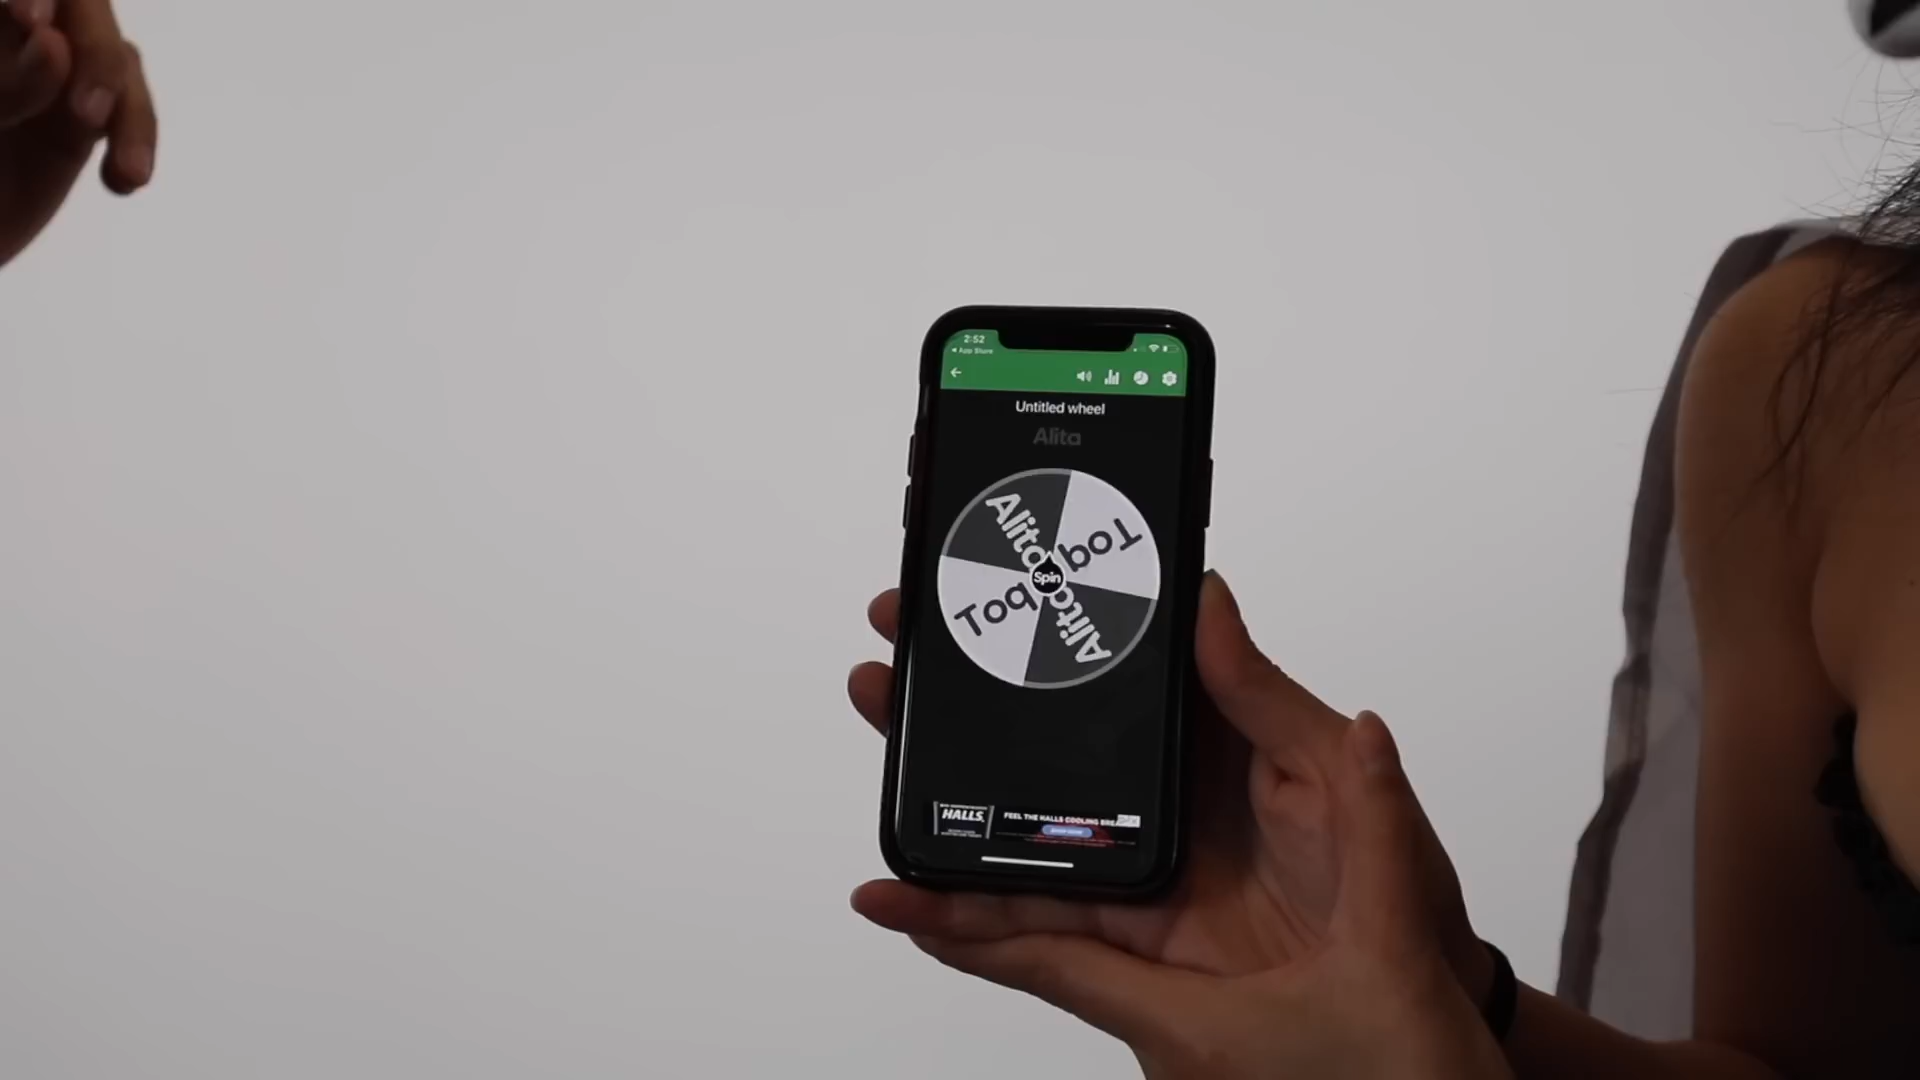 2:52
App Store
Untitled wheel
Alita
Alita
Toq
Spin
Toq
Alita
HALLS
FEEL THE HALLS COOLING